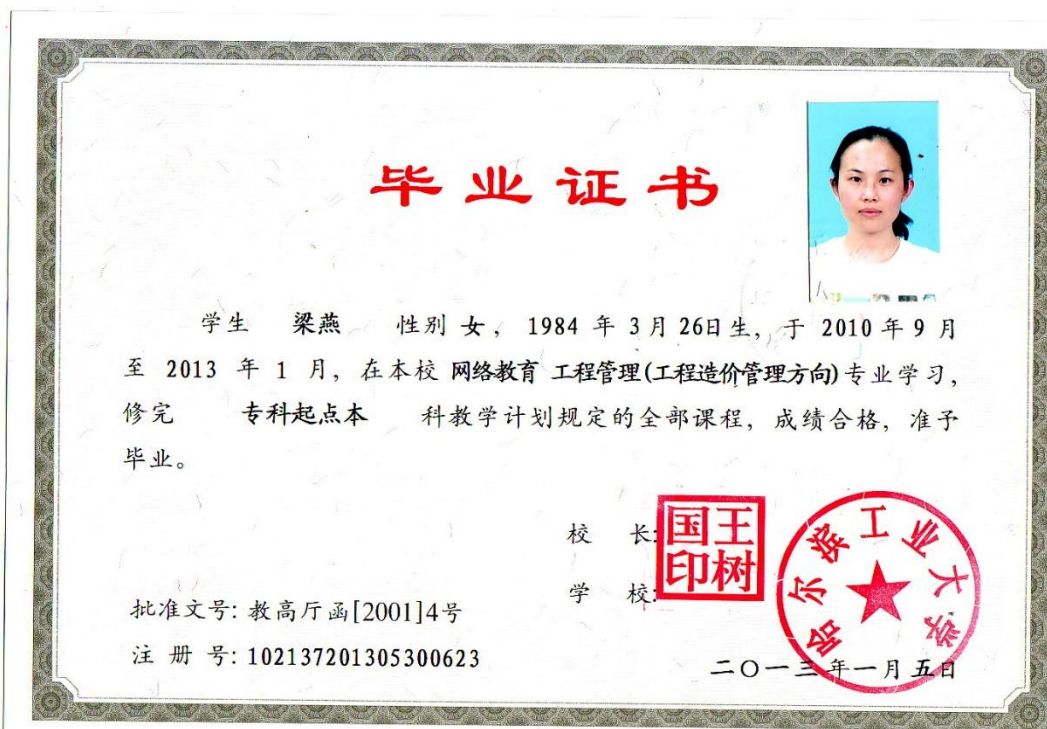 毕业证书
学生 梁燕 性别 女，1984 年 3 月 26日生，于 2010 年 9 月
至 2013 年 1 月，在本校 网络教育 工程管理(工程造价管理方向)专业学习，
修完 专科起点本 科教学计划规定的全部课程，成绩合格，准予
毕业。
校 长:
王树国印
学 校:
哈尔滨工业大学
批准文号: 教高厅函[2001]4号
注 册 号: 102137201305300623
二〇一三年一月五日